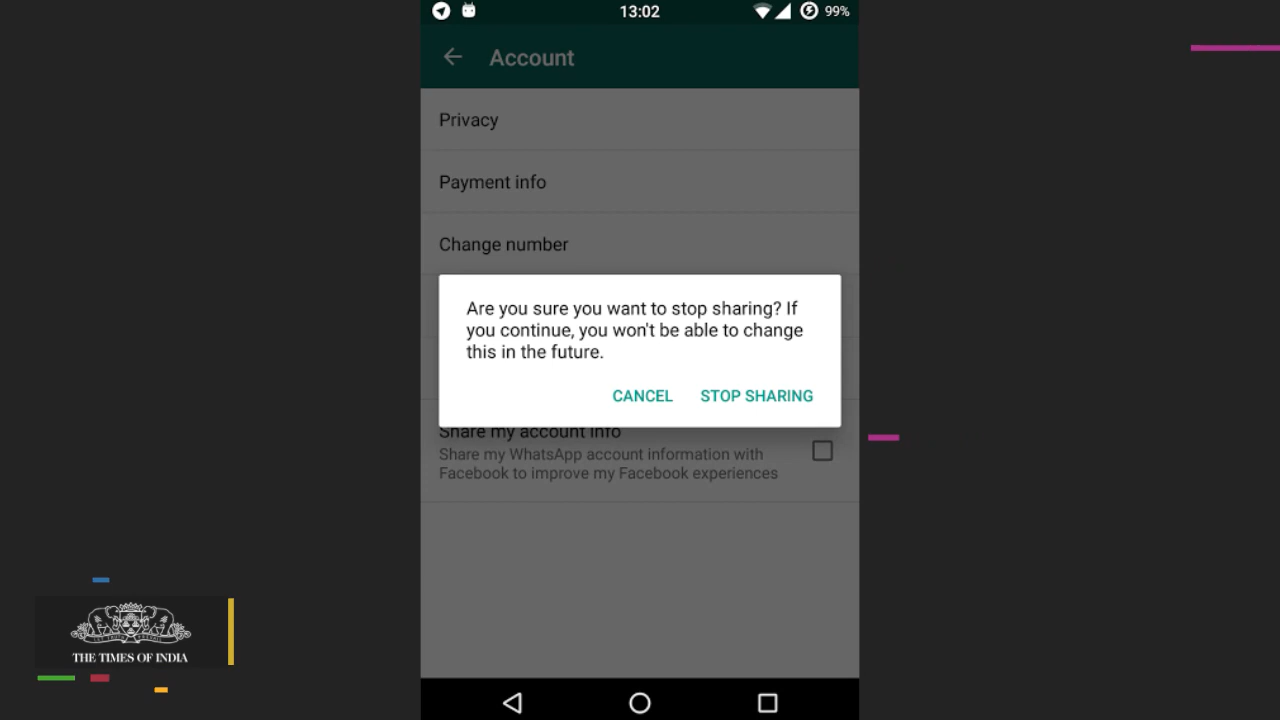 13:02
99%
Account
Privacy
Payment info
Change number
Are you sure you want to stop sharing? If
you continue, you won't be able to change
this in the future.
CANCEL STOP SHARING
Share my account info
Share my WhatsApp account information with
Facebook to improve my Facebook experiences
THE TIMES OF INDIA